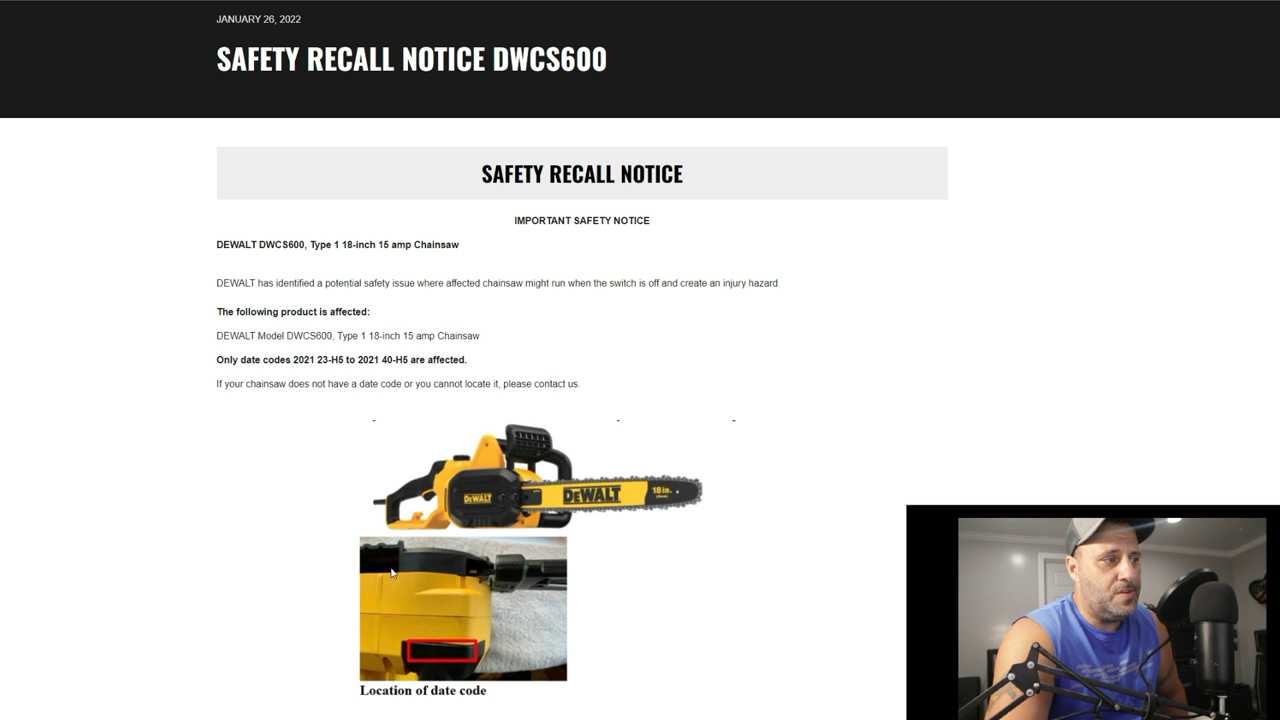 JANUARY 26, 2022
SAFETY RECALL NOTICE DWCS600
SAFETY RECALL NOTICE
IMPORTANT SAFETY NOTICE
DEWALT DWCS600, Type 1 18-inch 15 amp Chainsaw
DEWALT has identified a potential safety issue where affected chainsaw might run when the switch is off and create an injury hazard.
The following product is affected:
DEWALT Model DWCS600, Type 1 18-inch 15 amp Chainsaw
Only date codes 2021 23-H5 to 2021 40-H5 are affected.
If your chainsaw does not have a date code or you cannot locate it, please contact us.
DEWALT
DEWALT
18 in.
Location of date code